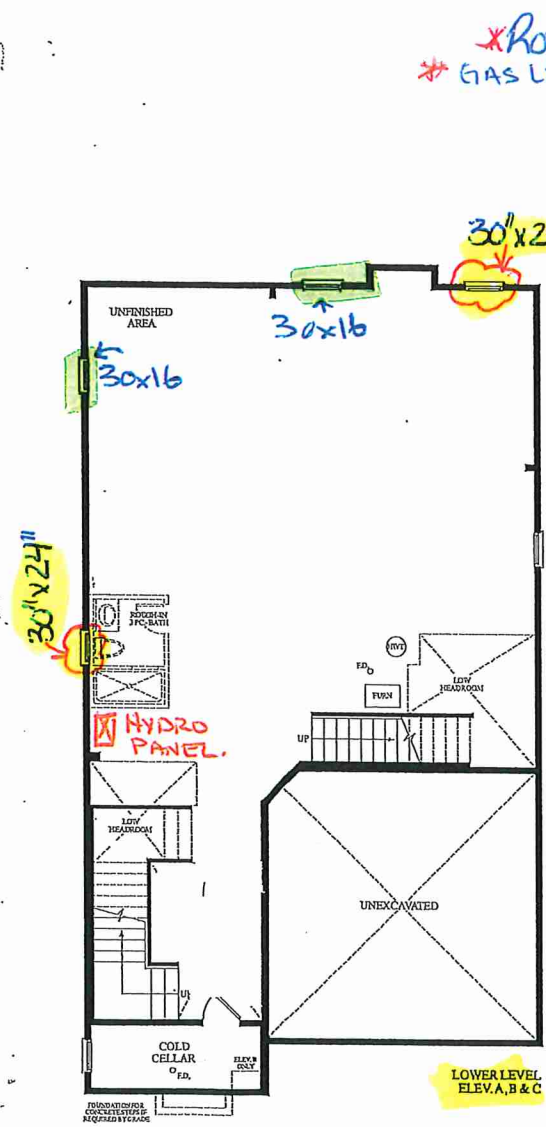 *Ro
* GAS L
30"x2
UNFINISHED
AREA
30x16
30x16
30"x24"
ROUGH-IN
3 PC. BATH
HWT
F.D.
FURN
LOW
HEADROOM
HYDRO
PANEL.
UP
LOW
HEADROOM
UNEXCAVATED
UP
COLD
CELLAR
F.D.
ELEV. B
ONLY
LOWER LEVEL
ELEV. A, B & C
FOUNDATION FOR
CONCRETE STEPS IF
REQUIRED BY GRADE